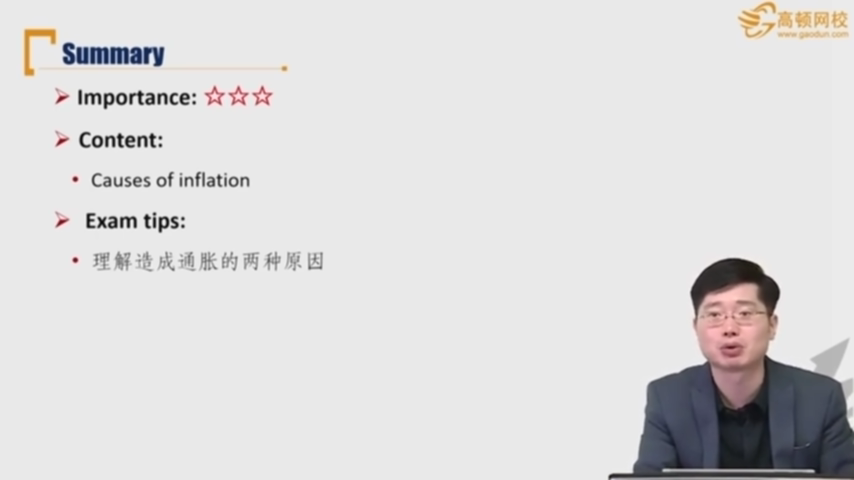 高顿网校
www.gaodun.com
Summary
Importance: ☆☆☆
Content:
Causes of inflation
Exam tips:
理解造成通胀的两种原因